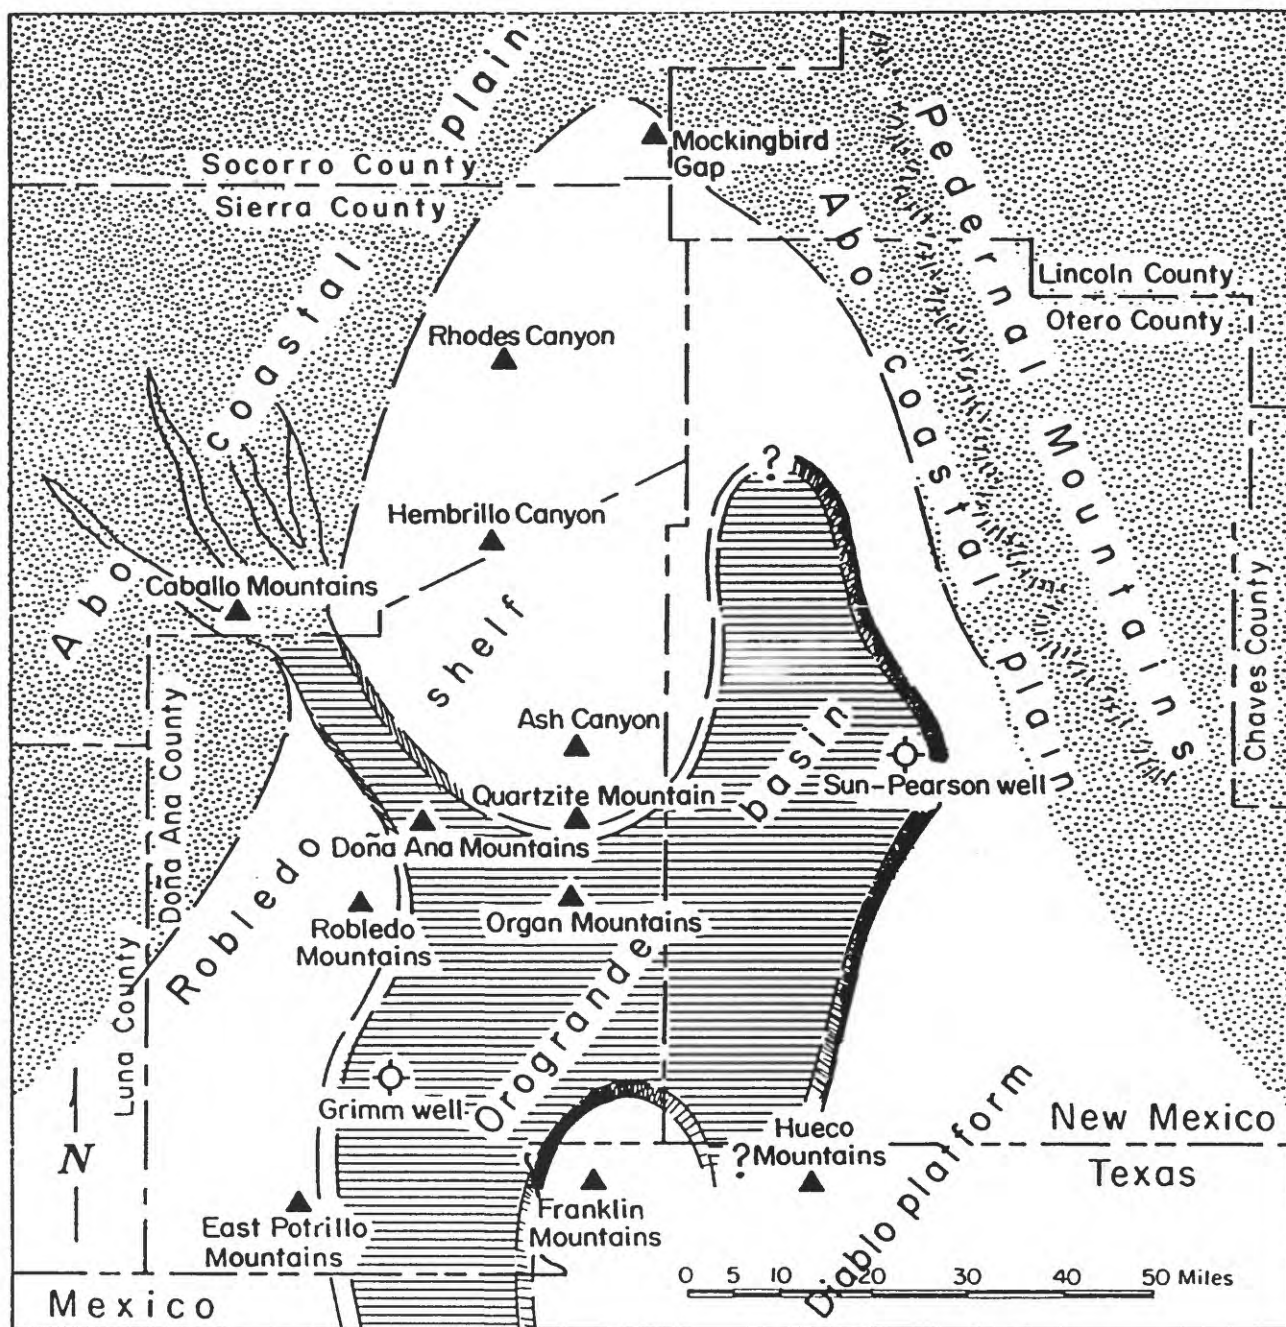 Abo coastal plain
Socorro County
Sierra County
Mockingbird
Gap
Pedernal Mountains
Abo coastal plain
Lincoln County
Otero County
Rhodes Canyon
?
Hembrillo Canyon
Caballo Mountains
shelf
Chaves County
Doña Ana County
Luna County
Ash Canyon
Quartzite Mountain
Sun-Pearson well
Doña Ana Mountains
Robledo
Robledo
Mountains
Organ Mountains
Orogrande basin
Grimm well
N
Hueco
Mountains
?
New Mexico
Texas
Diablo platform
East Potrillo
Mountains
Franklin
Mountains
0 5 10 20 30 40 50 Miles
Mexico